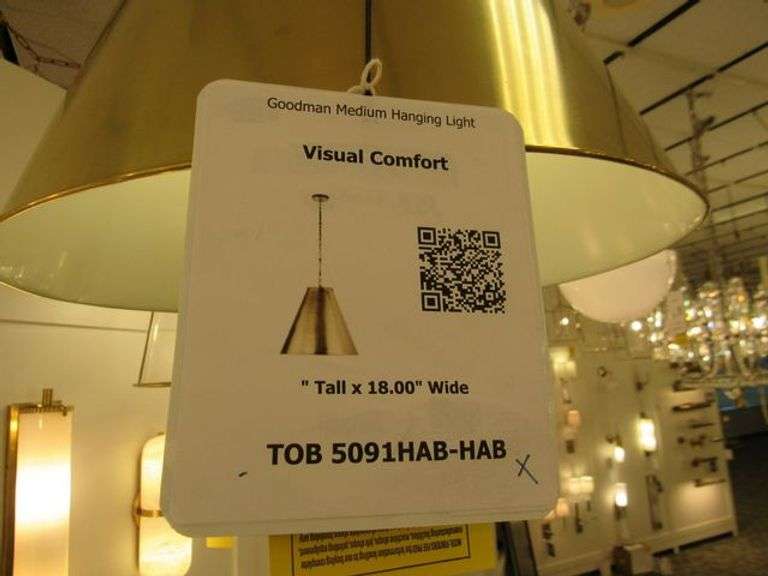 Goodman Medium Hanging Light
Visual Comfort
" Tall x 18.00" Wide
TOB 5091HAB-HAB
X